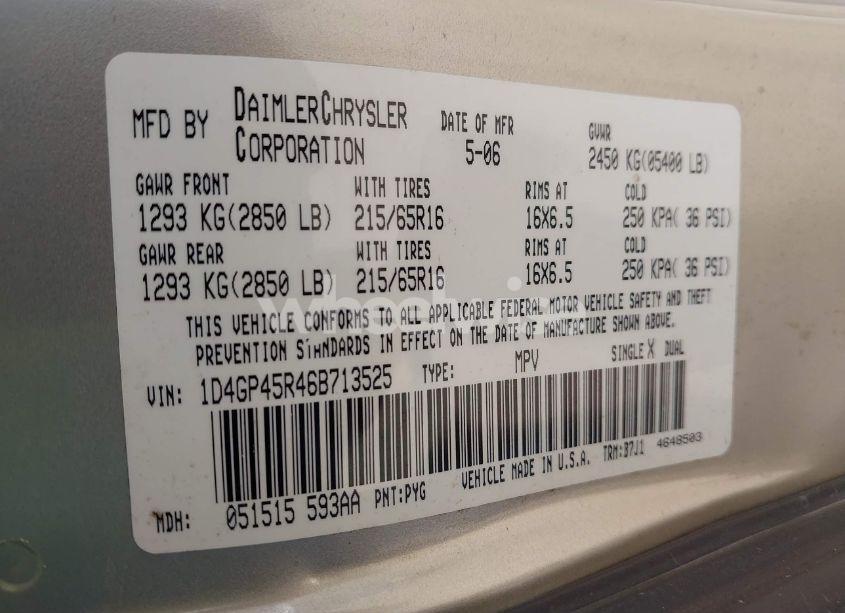 MFD BY DAIMLERCHRYSLER CORPORATION
DATE OF MFR 5-06
GVWR 2450 KG(05400 LB)
GAWR FRONT WITH TIRES RIMS AT COLD
1293 KG(2850 LB) 215/65R16 16X6.5 250 KPA( 36 PSI)
GAWR REAR WITH TIRES RIMS AT COLD
1293 KG(2850 LB) 215/65R16 16X6.5 250 KPA( 36 PSI)
THIS VEHICLE CONFORMS TO ALL APPLICABLE FEDERAL MOTOR VEHICLE SAFETY AND THEFT
PREVENTION STANDARDS IN EFFECT ON THE DATE OF MANUFACTURE SHOWN ABOVE.
VIN: 1D4GP45R46B713525 TYPE: MPV SINGLE X DUAL
VEHICLE MADE IN U.S.A. TRM:B7J1 4648503
MDH: 051515 593AA PNT:PYG